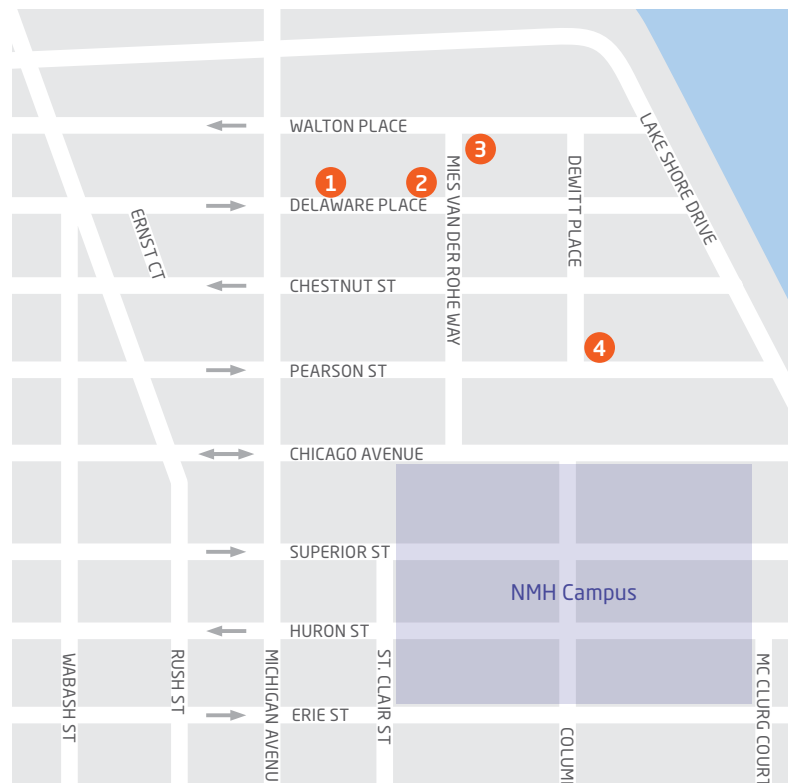 WALTON PLACE
3
1
2
DELAWARE PLACE
MIES VAN DER ROHE WAY
DEWITT PLACE
LAKE SHORE DRIVE
ERNST CT
CHESTNUT ST
4
PEARSON ST
CHICAGO AVENUE
SUPERIOR ST
NMH Campus
HURON ST
WABASH ST
RUSH ST
MICHIGAN AVENU
ST. CLAIR ST
MC CLURG COURT
ERIE ST
COLUM